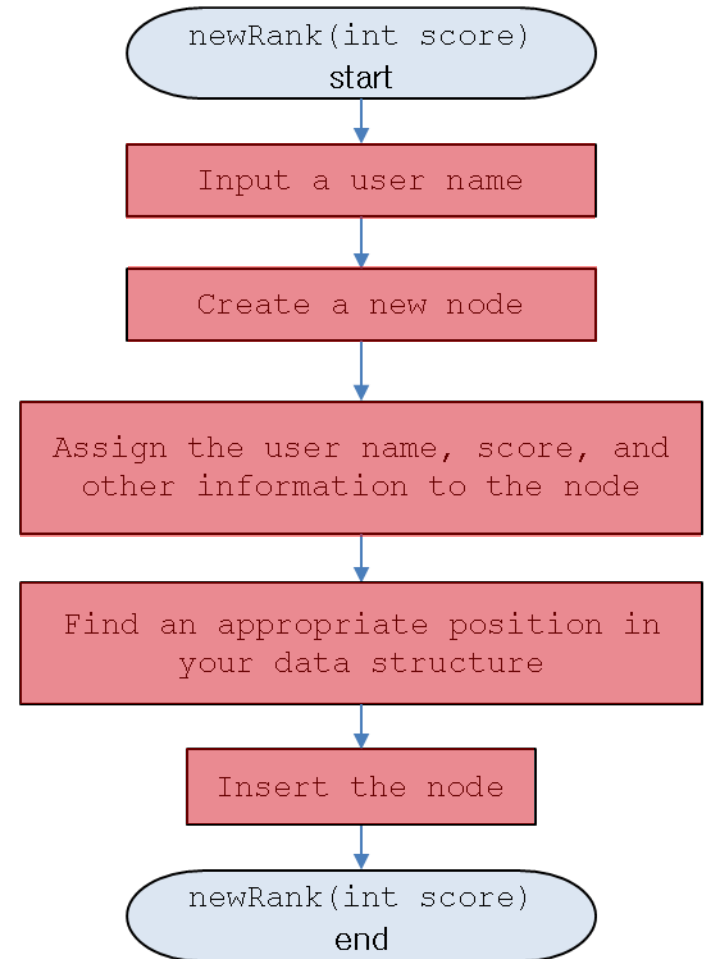 newRank(int score)
start
Input a user name
Create a new node
Assign the user name, score, and
other information to the node
Find an appropriate position in
your data structure
Insert the node
newRank(int score)
end